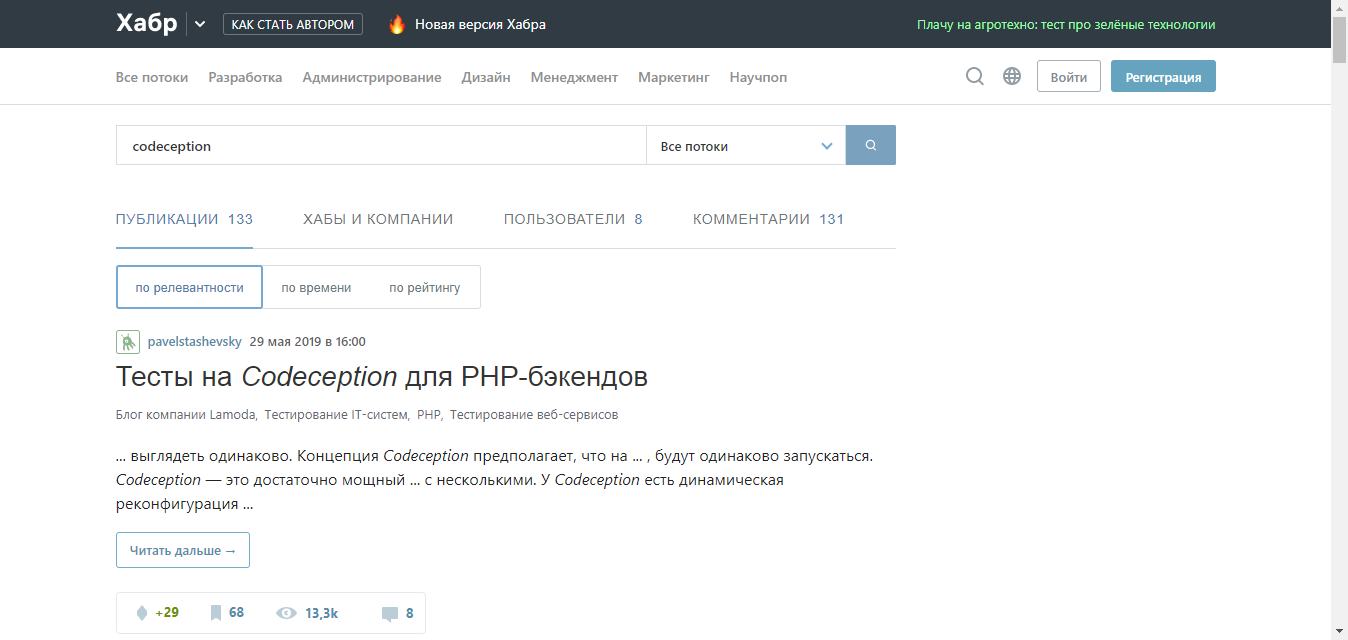 Хабр КАК СТАТЬ АВТОРОМ Новая версия Хабра Плачу на агротехно: тест про зелёные технологии
Все потоки Разработка Администрирование Дизайн Менеджмент Маркетинг Научпоп Войти Регистрация
codeception Все потоки
ПУБЛИКАЦИИ 133 ХАБЫ И КОМПАНИИ ПОЛЬЗОВАТЕЛИ 8 КОММЕНТАРИИ 131
по релевантности по времени по рейтингу
pavelstashevsky 29 мая 2019 в 16:00
Тесты на Codeception для PHP-бэкендов
Блог компании Lamoda, Тестирование IT-систем, PHP, Тестирование веб-сервисов
... выглядеть одинаково. Концепция Codeception предполагает, что на ... , будут одинаково запускаться.
Codeception — это достаточно мощный ... с несколькими. У Codeception есть динамическая
реконфигурация ...
Читать дальше →
+29 68 13,3k 8